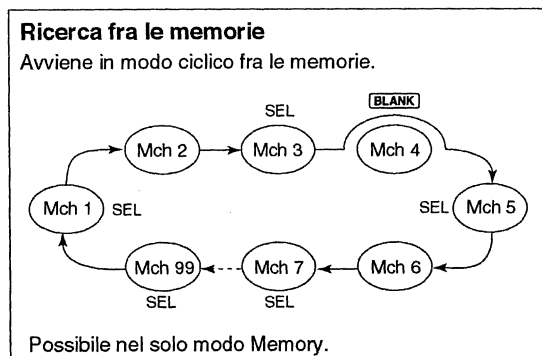 Ricerca fra le memorie
Avviene in modo ciclico fra le memorie.
SEL
BLANK
Mch 2
Mch 3
Mch 4
Mch 1
SEL
SEL
Mch 5
Mch 99
Mch 7
Mch 6
SEL
SEL
Possibile nel solo modo Memory.